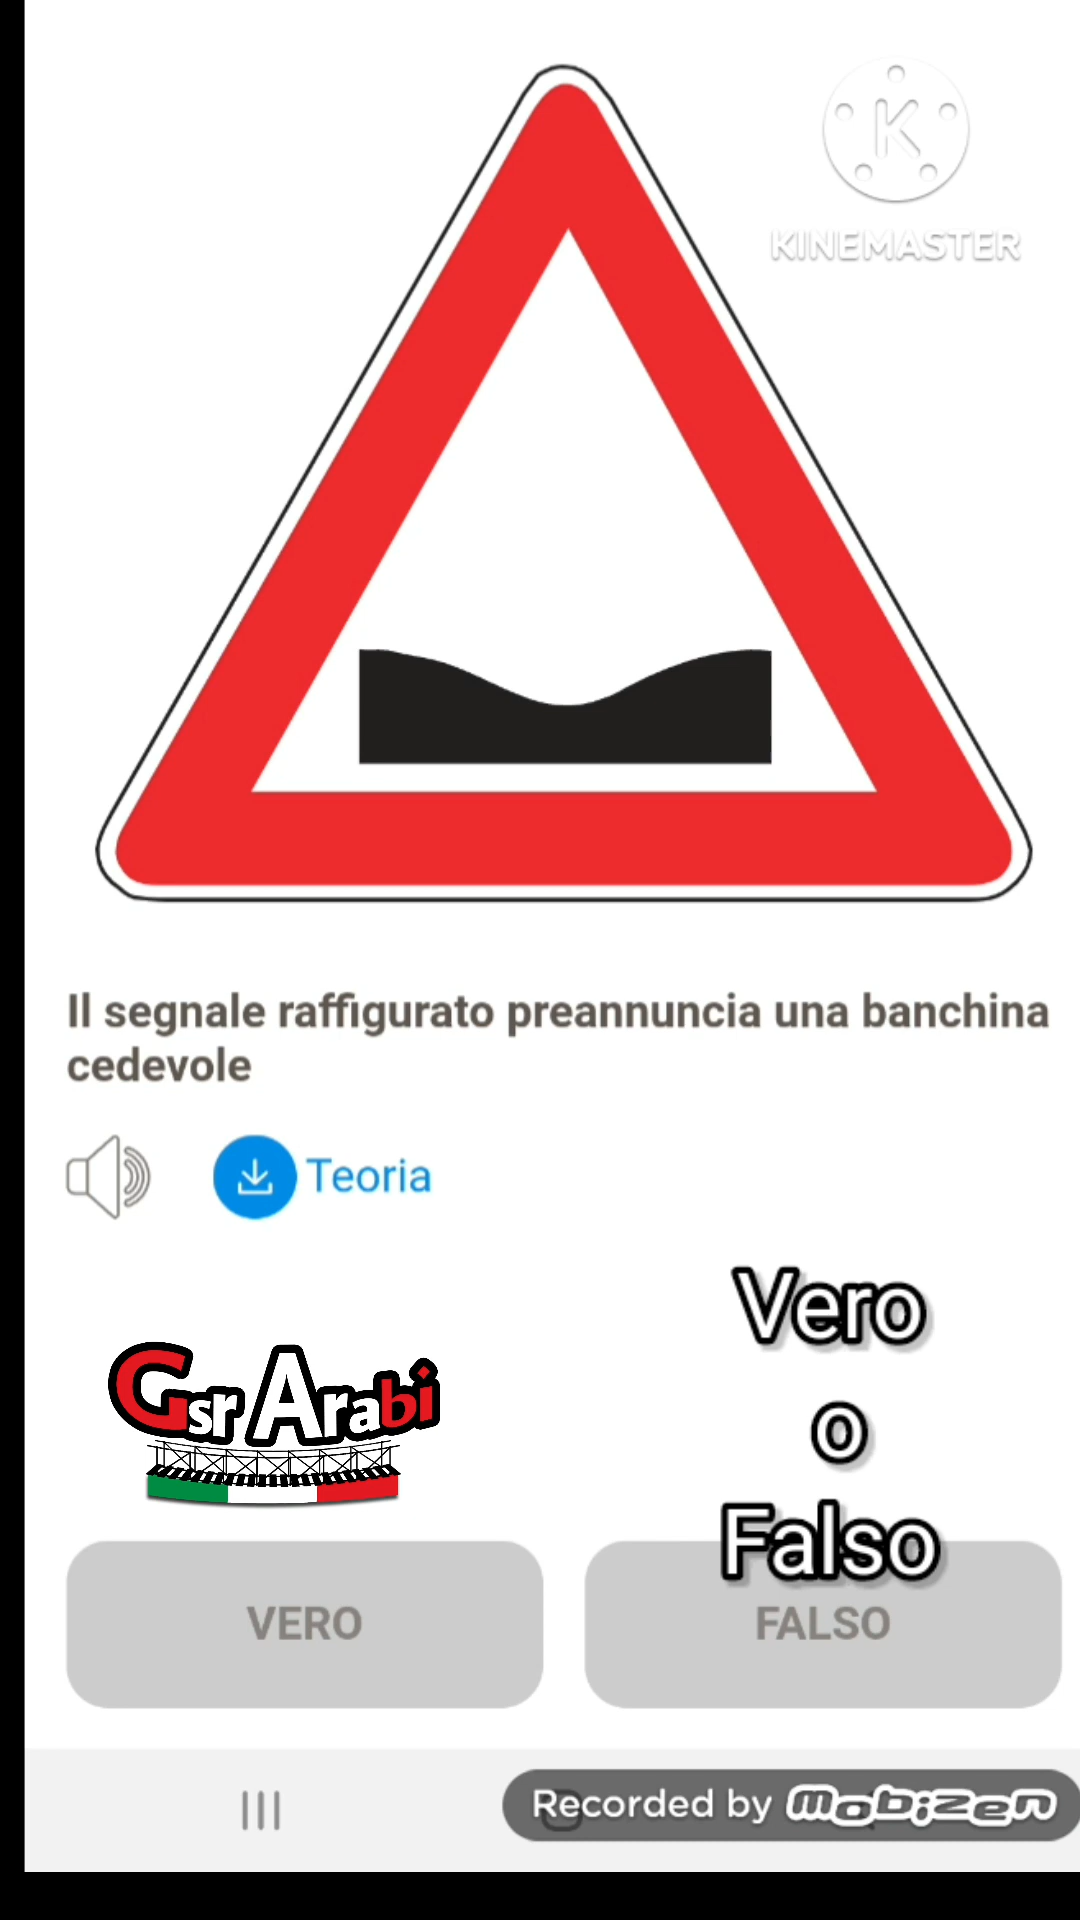 K
KINEMASTER
Il segnale raffigurato preannuncia una banchina
cedevole
Teoria
Vero
o
Falso
Gsr Arabi
VERO
FALSO
Recorded by mobizen